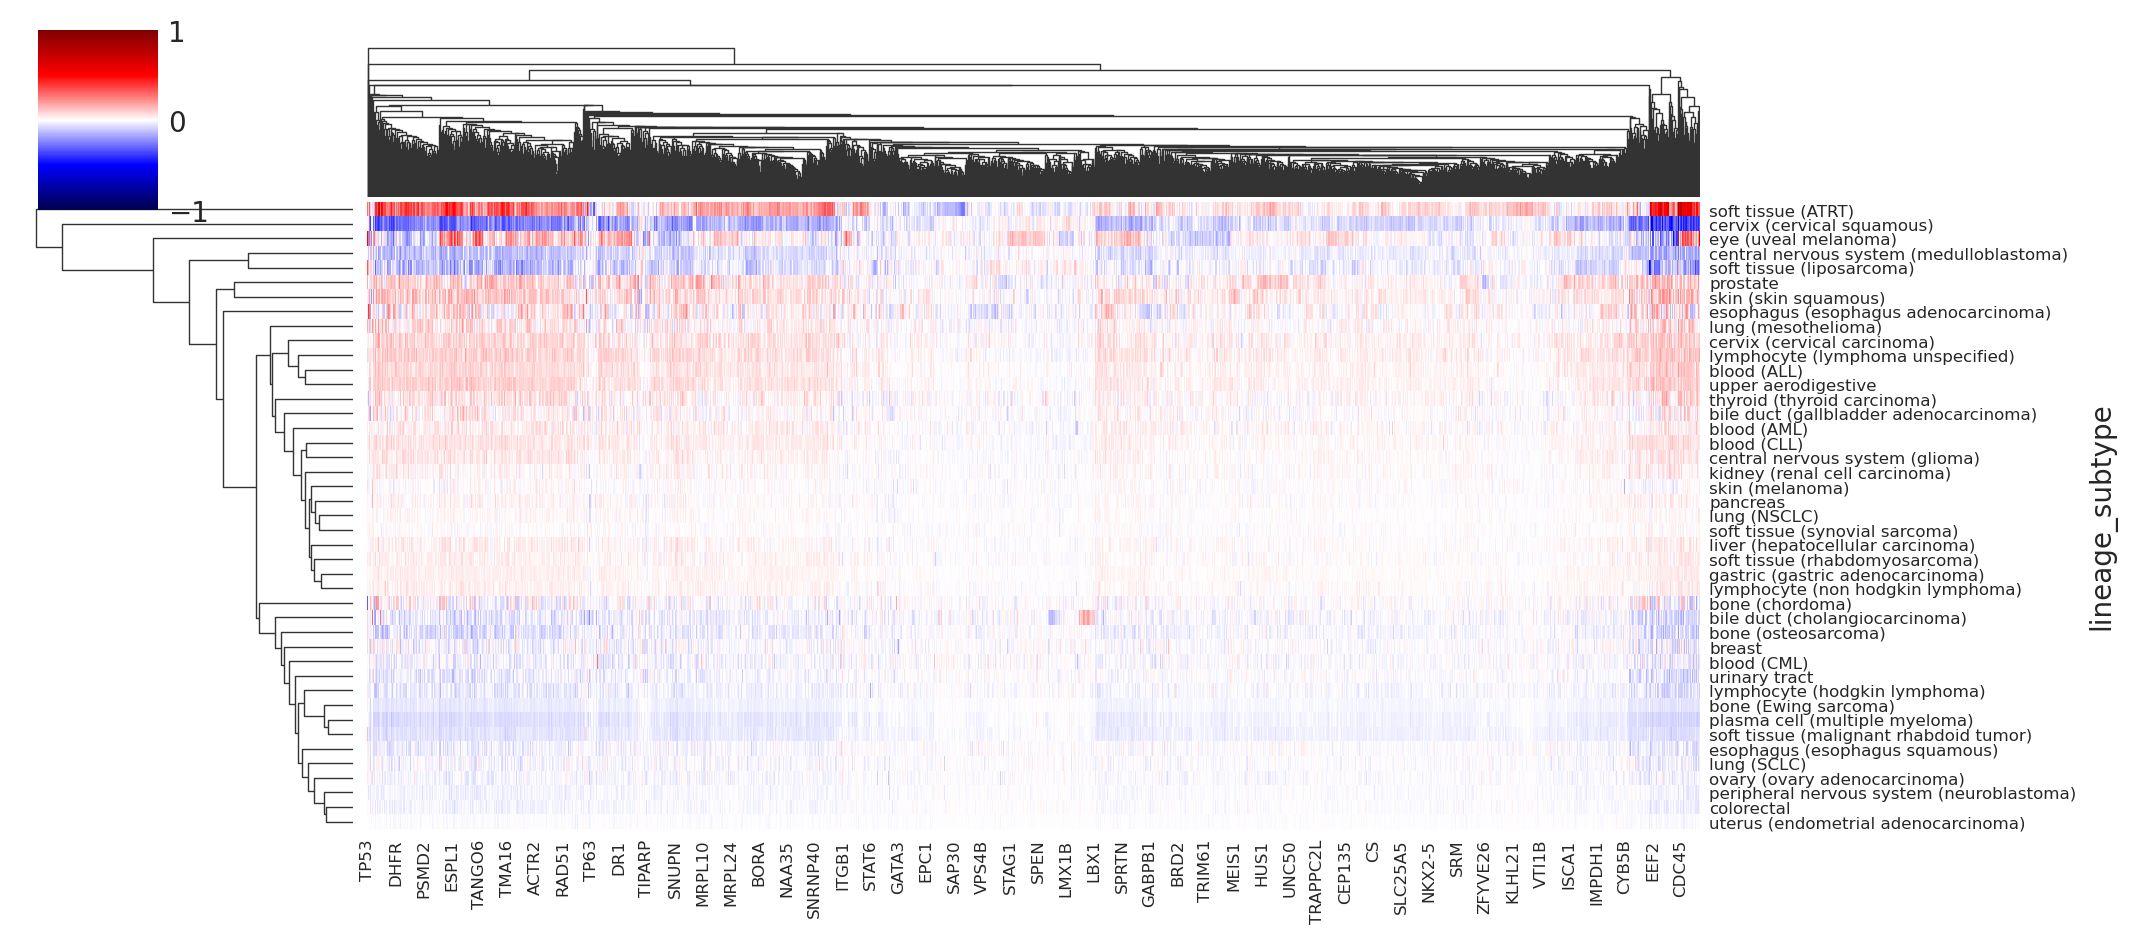 1
0
−1
soft tissue (ATRT)
cervix (cervical squamous)
eye (uveal melanoma)
central nervous system (medulloblastoma)
soft tissue (liposarcoma)
prostate
skin (skin squamous)
esophagus (esophagus adenocarcinoma)
lung (mesothelioma)
cervix (cervical carcinoma)
lymphocyte (lymphoma unspecified)
blood (ALL)
upper aerodigestive
thyroid (thyroid carcinoma)
bile duct (gallbladder adenocarcinoma)
blood (AML)
blood (CLL)
central nervous system (glioma)
kidney (renal cell carcinoma)
skin (melanoma)
pancreas
lung (NSCLC)
soft tissue (synovial sarcoma)
liver (hepatocellular carcinoma)
soft tissue (rhabdomyosarcoma)
gastric (gastric adenocarcinoma)
lymphocyte (non hodgkin lymphoma)
bone (chordoma)
bile duct (cholangiocarcinoma)
bone (osteosarcoma)
breast
blood (CML)
urinary tract
lymphocyte (hodgkin lymphoma)
bone (Ewing sarcoma)
plasma cell (multiple myeloma)
soft tissue (malignant rhabdoid tumor)
esophagus (esophagus squamous)
lung (SCLC)
ovary (ovary adenocarcinoma)
peripheral nervous system (neuroblastoma)
colorectal
uterus (endometrial adenocarcinoma)
lineage_subtype
TP53
DHFR
PSMD2
ESPL1
TANGO6
TMA16
ACTR2
RAD51
TP63
DR1
TIPARP
SNUPN
MRPL10
MRPL24
BORA
NAA35
SNRNP40
ITGB1
STAT6
GATA3
EPC1
SAP30
VPS4B
STAG1
SPEN
LMX1B
LBX1
SPRTN
GABPB1
BRD2
TRIM61
MEIS1
HUS1
UNC50
TRAPPC2L
CEP135
CS
SLC25A5
NKX2-5
SRM
ZFYVE26
KLHL21
VTI1B
ISCA1
IMPDH1
CYB5B
EEF2
CDC45